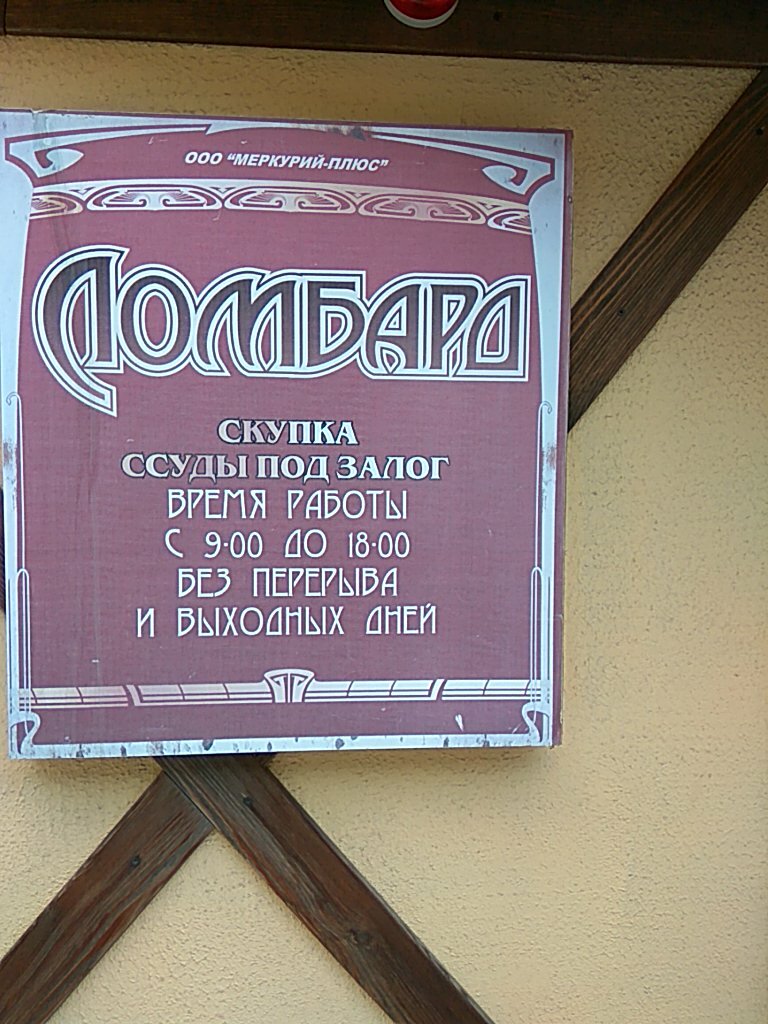 ООО "МЕРКУРИЙ-ПЛЮС"
ЛОМБАРД
СКУПКА
ССУДЫ ПОД ЗАЛОГ
ВРЕМЯ РАБОТЫ
С 9·00 ДО 18·00
БЕЗ ПЕРЕРЫВА
И ВЫХОДНЫХ ДНЕЙ